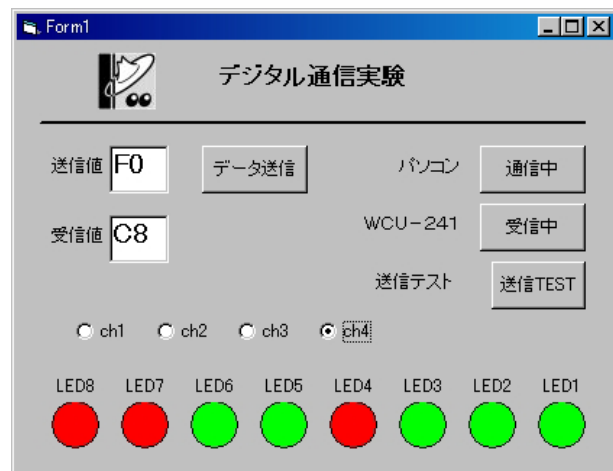 Form1
デジタル通信実験
送信値 F0 データ送信 パソコン 通信中
受信値 C8 WCU-241 受信中
送信テスト 送信TEST
ch1 ch2 ch3 ch4
LED8 LED7 LED6 LED5 LED4 LED3 LED2 LED1